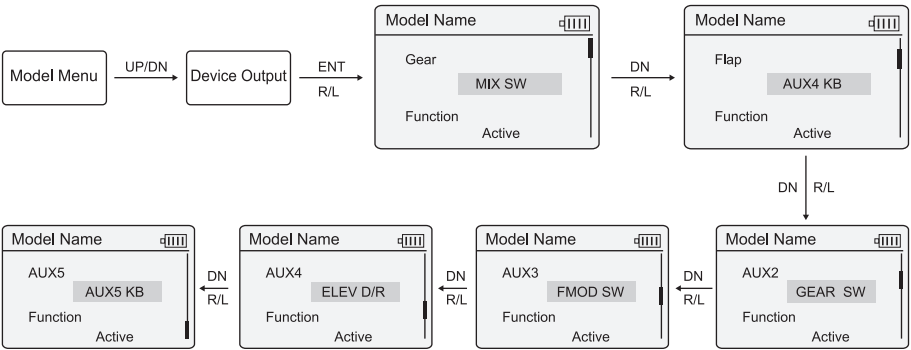 Model Menu
UP/DN
Device Output
ENT
R/L
Model Name
Gear
MIX SW
Function
Active
DN
R/L
Model Name
Flap
AUX4 KB
Function
Active
DN R/L
Model Name
AUX5
AUX5 KB
Function
Active
DN
R/L
Model Name
AUX4
ELEV D/R
Function
Active
DN
R/L
Model Name
AUX3
FMOD SW
Function
Active
DN
R/L
Model Name
AUX2
GEAR SW
Function
Active